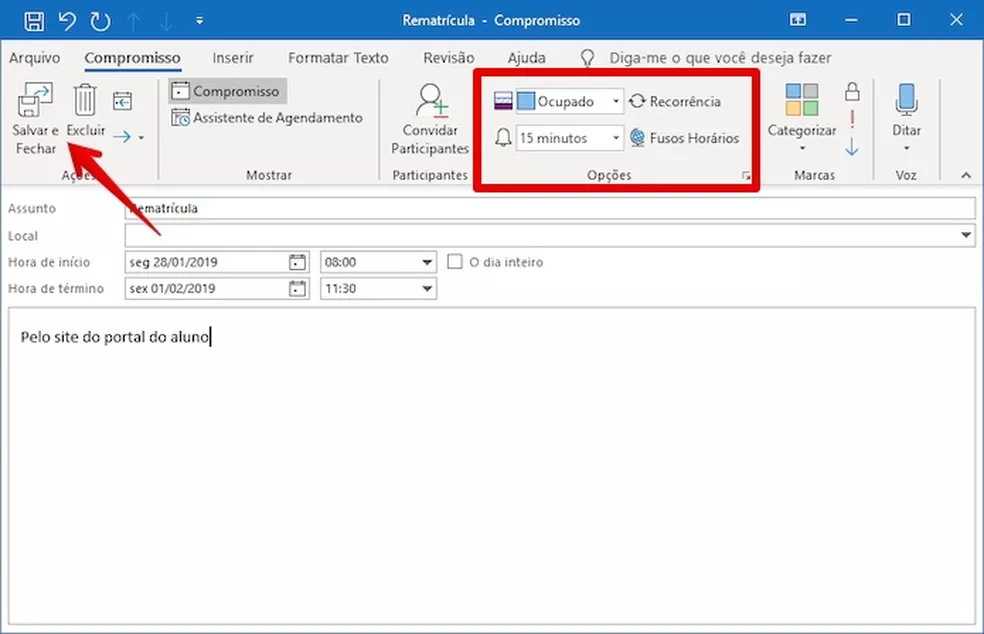 Rematrícula - Compromisso
Arquivo Compromisso Inserir Formatar Texto Revisão Ajuda Diga-me o que você deseja fazer
Salvar e Fechar
Excluir
Ações
Compromisso
Assistente de Agendamento
Mostrar
Convidar Participantes
Participantes
Ocupado
Recorrência
15 minutos
Fusos Horários
Opções
Categorizar
Marcas
Ditar
Voz
Assunto Rematrícula
Local
Hora de início seg 28/01/2019 08:00 O dia inteiro
Hora de término sex 01/02/2019 11:30
Pelo site do portal do aluno